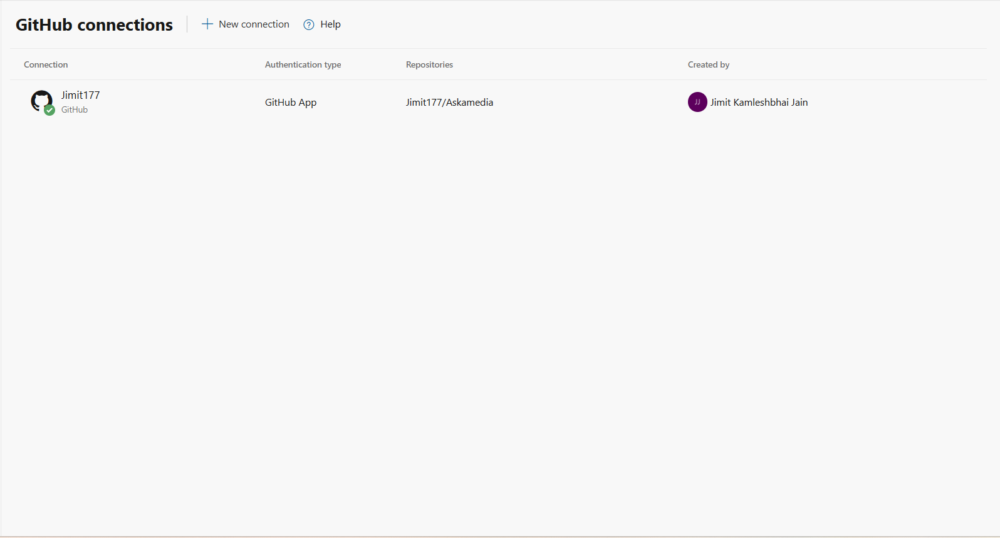 GitHub connections
New connection
Help
Connection Authentication type Repositories Created by
Jimit177
GitHub
GitHub App
Jimit177/Askamedia
JJ
Jimit Kamleshbhai Jain